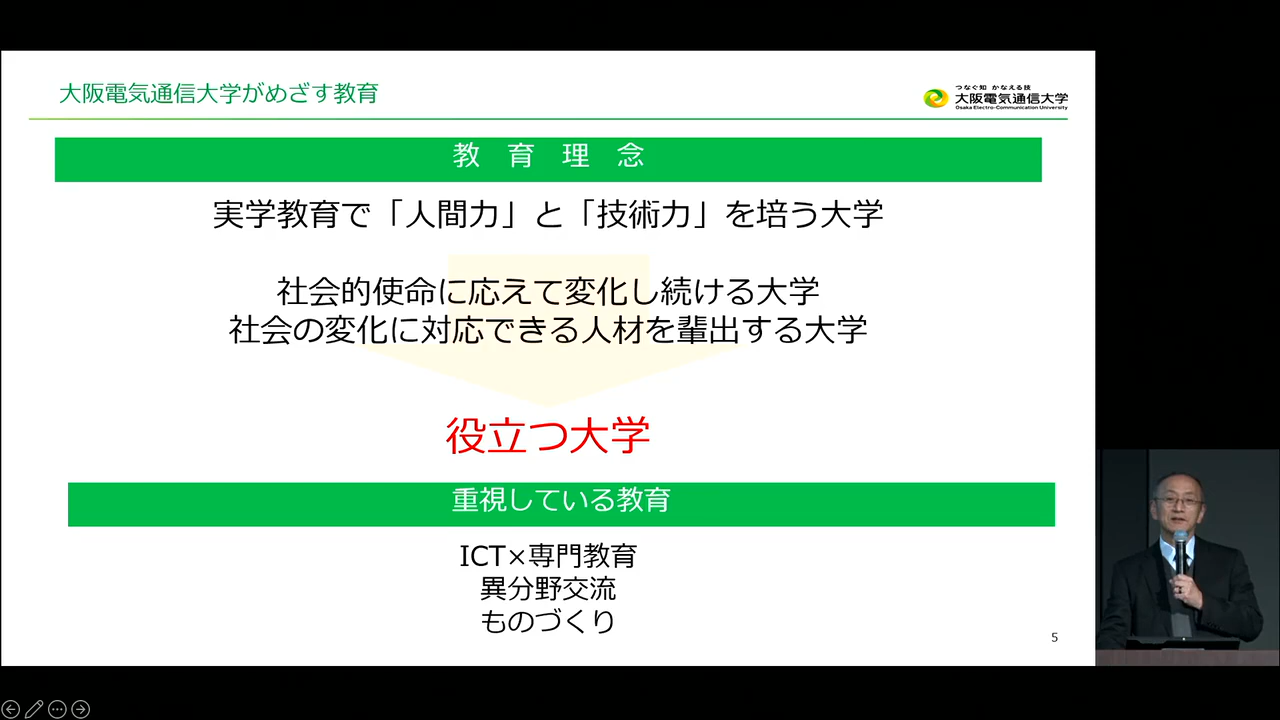 大阪電気通信大学がめざす教育
つなぐ知 かなえる技
大阪電気通信大学
Osaka Electro-Communication University
教 育 理 念
実学教育で「人間力」と「技術力」を培う大学
社会的使命に応えて変化し続ける大学
社会の変化に対応できる人材を輩出する大学
役立つ大学
重視している教育
ICT×専門教育
異分野交流
ものづくり
5